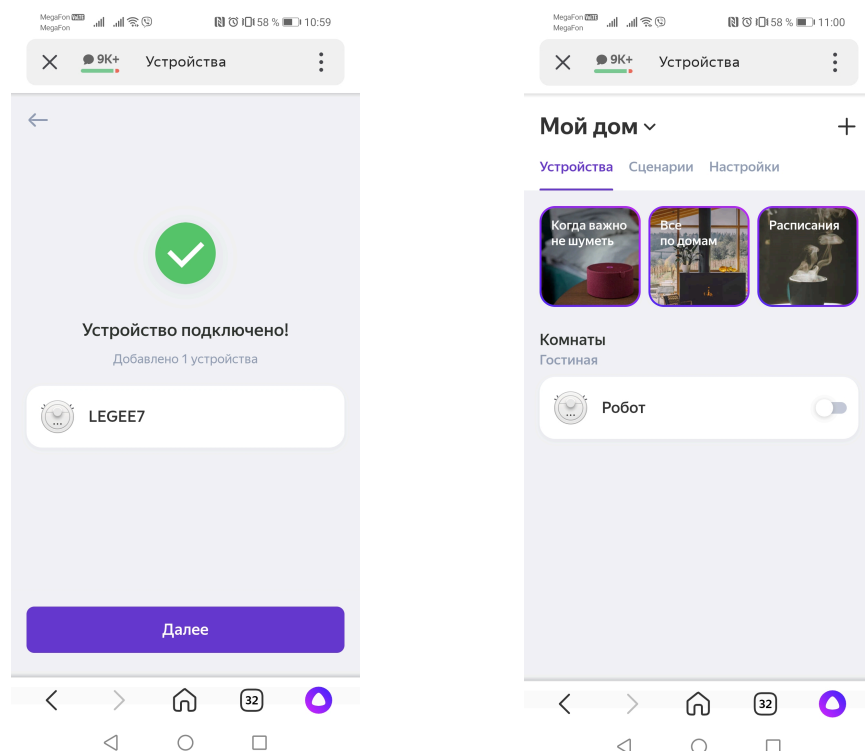 MegaFon VoLTE
MegaFon
58 % 10:59
9K+ Устройства
Устройство подключено!
Добавлено 1 устройства
LEGEE7
Далее
32
MegaFon VoLTE
MegaFon
58 % 11:00
9K+ Устройства
Мой дом
Устройства Сценарии Настройки
Когда важно
не шуметь
Все
по домам
Расписания
Комнаты
Гостиная
Робот
32